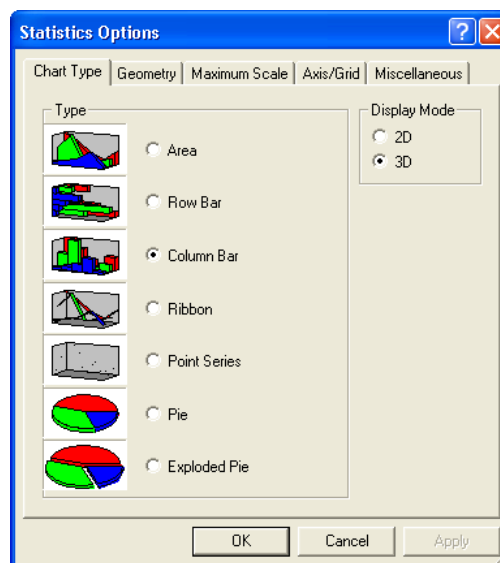 Statistics Options
Chart Type Geometry Maximum Scale Axis/Grid Miscellaneous
Type
Area
Row Bar
Column Bar
Ribbon
Point Series
Pie
Exploded Pie
Display Mode
2D
3D
OK Cancel Apply